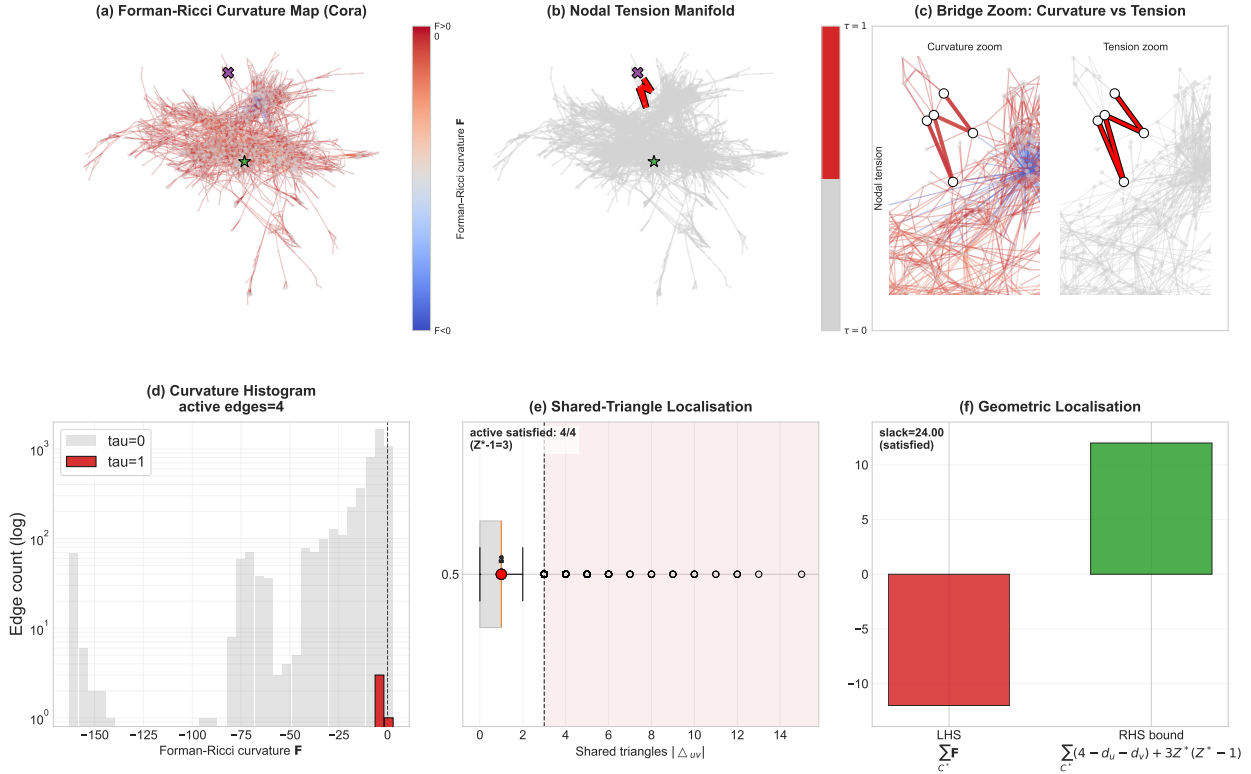 (a) Forman-Ricci Curvature Map (Cora)
F>0
0
Forman–Ricci curvature F
F<0
(b) Nodal Tension Manifold
τ = 1
Nodal tension
τ = 0
(c) Bridge Zoom: Curvature vs Tension
Curvature zoom
Tension zoom
(d) Curvature Histogram
active edges=4
tau=0
tau=1
Edge count (log)
10³
10²
10¹
10⁰
−150 −125 −100 −75 −50 −25 0
Forman-Ricci curvature F
(e) Shared-Triangle Localisation
active satisfied: 4/4
(Z*-1=3)
0.5
0 2 4 6 8 10 12 14
Shared triangles |△uv|
(f) Geometric Localisation
slack=24.00
(satisfied)
10
5
0
−5
−10
LHS
∑F
C*
RHS bound
∑(4 − dᵤ − dᵥ) + 3Z*(Z* − 1)
C*